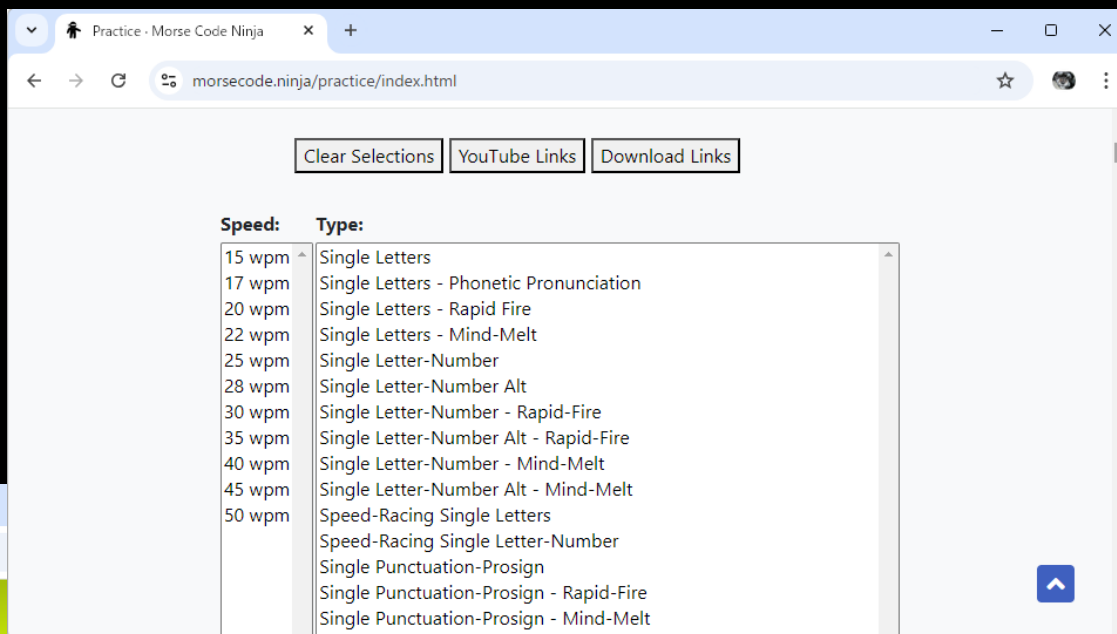 Practice · Morse Code Ninja
morsecode.ninja/practice/index.html
Clear Selections YouTube Links Download Links
Speed: Type:
15 wpm Single Letters
17 wpm Single Letters - Phonetic Pronunciation
20 wpm Single Letters - Rapid Fire
22 wpm Single Letters - Mind-Melt
25 wpm Single Letter-Number
28 wpm Single Letter-Number Alt
30 wpm Single Letter-Number - Rapid-Fire
35 wpm Single Letter-Number Alt - Rapid-Fire
40 wpm Single Letter-Number - Mind-Melt
45 wpm Single Letter-Number Alt - Mind-Melt
50 wpm Speed-Racing Single Letters
Speed-Racing Single Letter-Number
Single Punctuation-Prosign
Single Punctuation-Prosign - Rapid-Fire
Single Punctuation-Prosign - Mind-Melt